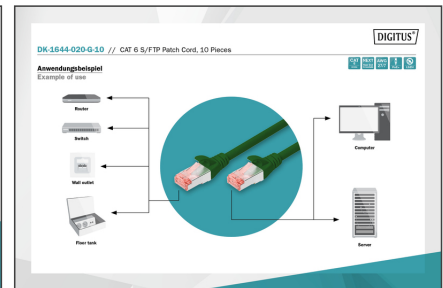 DIGITUS®
DK-1644-020-G-10 // CAT 6 S/FTP Patch Cord, 10 Pieces
Anwendungsbeispiel
Example of use
Router
Switch
Wall outlet
Floor tank
Computer
Server